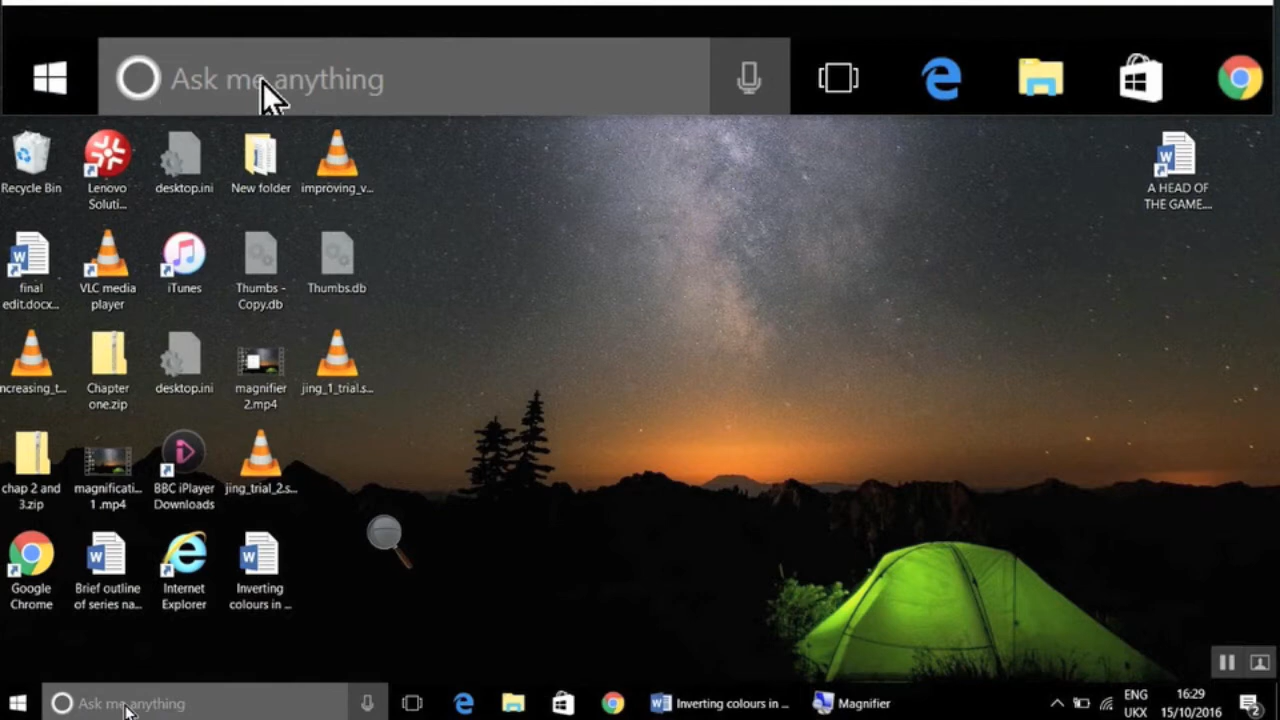 Ask me anything
Recycle Bin
Lenovo
Soluti...
desktop.ini
New folder
improving_v...
A HEAD OF
THE GAME....
final
edit.docx...
VLC media
player
iTunes
Thumbs -
Copy.db
Thumbs.db
ncreasing_t...
Chapter
one.zip
desktop.ini
magnifier
2.mp4
jing_1_trial.s...
chap 2 and
3.zip
magnificati...
1 .mp4
BBC iPlayer
Downloads
jing_trial_2.s...
Google
Chrome
Brief outline
of series na...
Internet
Explorer
Inverting
colours in ...
Ask me anything
Inverting colours in ...
Magnifier
ENG
UKX
16:29
15/10/2016
2